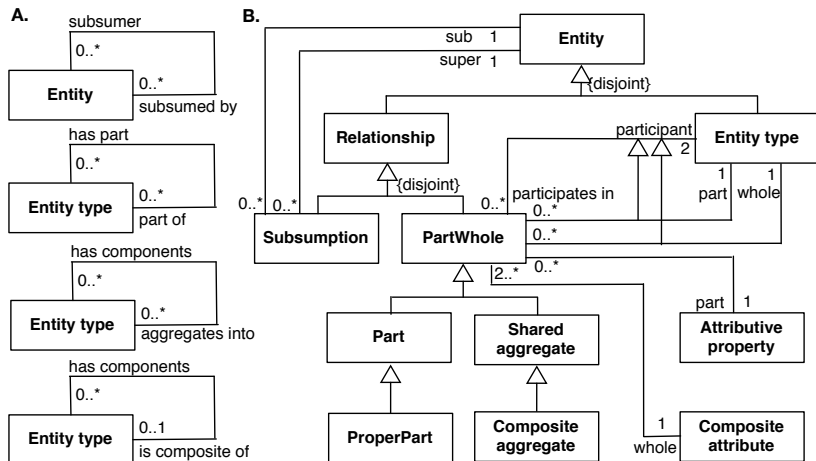 A.
subsumer
0..*
Entity
0..*
subsumed by
has part
0..*
Entity type
0..*
part of
has components
0..*
Entity type
0..*
aggregates into
has components
0..*
Entity type
0..1
is composite of
B.
sub 1
super 1
Entity
{disjoint}
Relationship
participant
2
Entity type
{disjoint}
participates in
1
part
1
whole
0..*
0..*
0..*
0..*
0..*
Subsumption
PartWhole
2..*
0..*
part 1
Part
Shared
aggregate
Attributive
property
ProperPart
Composite
aggregate
1
whole
Composite
attribute